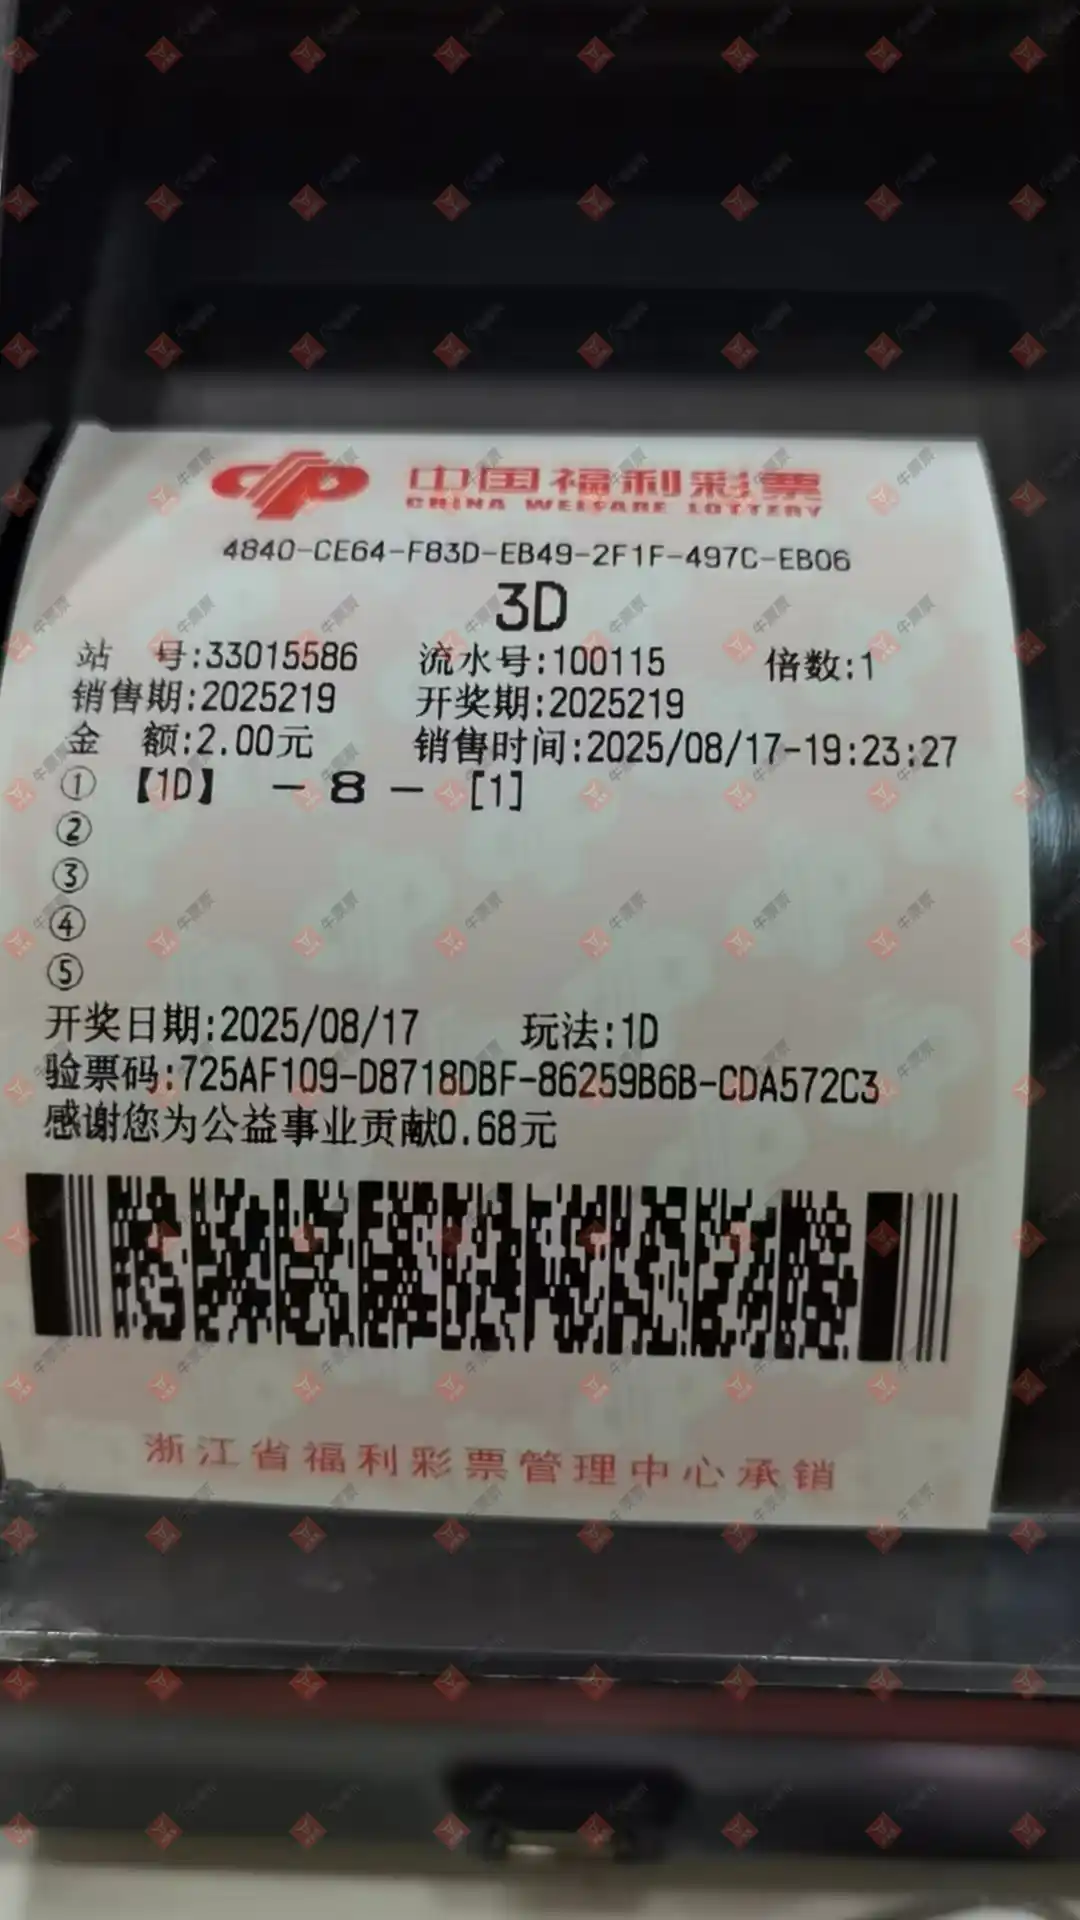 中国福利彩票
CHINA WELFARE LOTTERY
4840-CE64-F83D-EB49-2F1F-497C-EB06
3D
站 号:33015586 流水号:100115 倍数:1
销售期:2025219 开奖期:2025219
金 额:2.00元 销售时间:2025/08/17-19:23:27
① 【1D】 － 8 － [1]
②
③
④
⑤
开奖日期:2025/08/17 玩法:1D
验票码:725AF109-D8718DBF-86259B6B-CDA572C3
感谢您为公益事业贡献0.68元
浙江省福利彩票管理中心承销